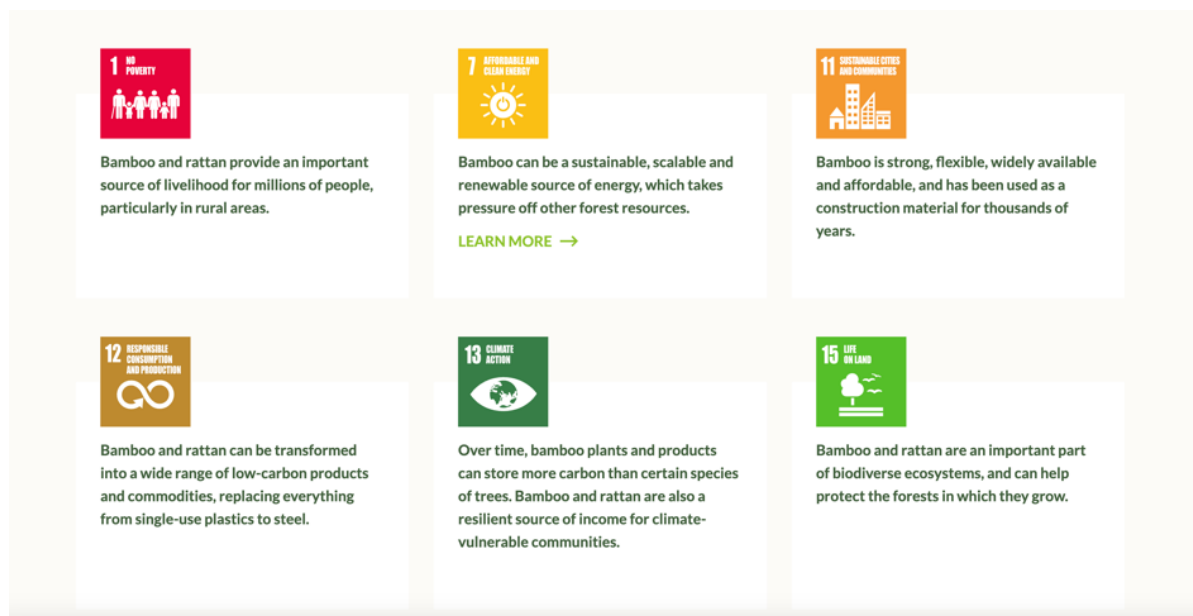 1 NO
POVERTY
Bamboo and rattan provide an important
source of livelihood for millions of people,
particularly in rural areas.
7 AFFORDABLE AND
CLEAN ENERGY
Bamboo can be a sustainable, scalable and
renewable source of energy, which takes
pressure off other forest resources.
LEARN MORE →
11 SUSTAINABLE CITIES
AND COMMUNITIES
Bamboo is strong, flexible, widely available
and affordable, and has been used as a
construction material for thousands of
years.
12 RESPONSIBLE
CONSUMPTION
AND PRODUCTION
Bamboo and rattan can be transformed
into a wide range of low-carbon products
and commodities, replacing everything
from single-use plastics to steel.
13 CLIMATE
ACTION
Over time, bamboo plants and products
can store more carbon than certain species
of trees. Bamboo and rattan are also a
resilient source of income for climate-
vulnerable communities.
15 LIFE
ON LAND
Bamboo and rattan are an important part
of biodiverse ecosystems, and can help
protect the forests in which they grow.